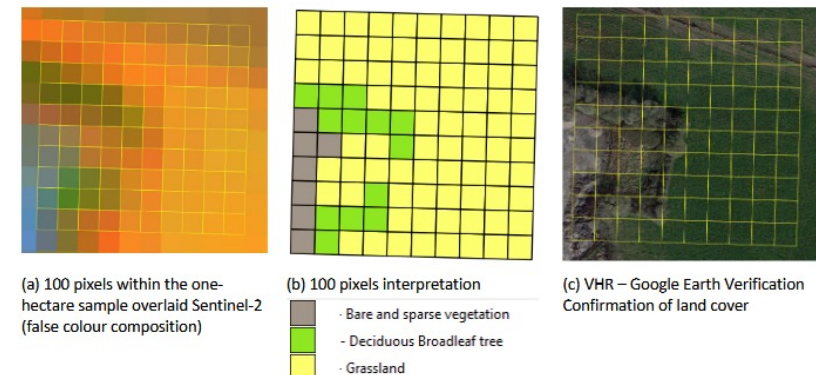 (a) 100 pixels within the one-
hectare sample overlaid Sentinel-2
(false colour composition)
(b) 100 pixels interpretation
· Bare and sparse vegetation
- Deciduous Broadleaf tree
· Grassland
(c) VHR – Google Earth Verification
Confirmation of land cover